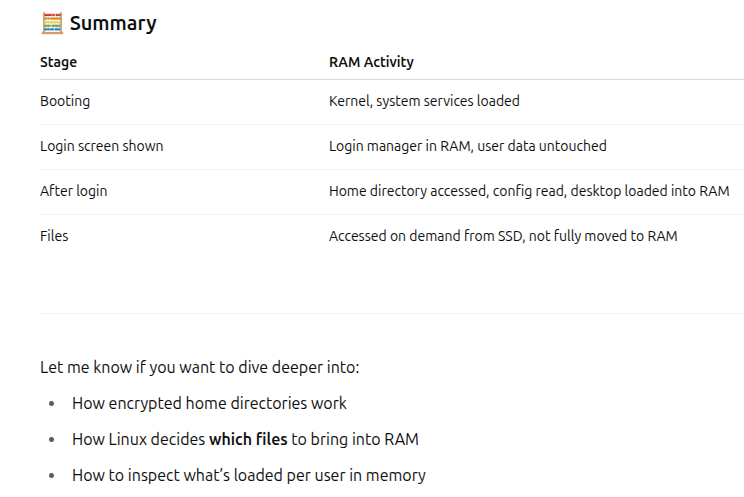 🧮 Summary
Stage RAM Activity
Booting Kernel, system services loaded
Login screen shown Login manager in RAM, user data untouched
After login Home directory accessed, config read, desktop loaded into RAM
Files Accessed on demand from SSD, not fully moved to RAM
Let me know if you want to dive deeper into:
• How encrypted home directories work
• How Linux decides which files to bring into RAM
• How to inspect what’s loaded per user in memory